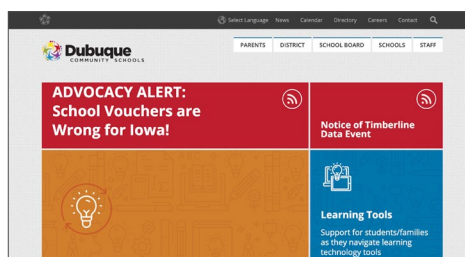 Select Language News Calendar Directory Careers Contact
Dubuque
COMMUNITY SCHOOLS
PARENTS DISTRICT SCHOOL BOARD SCHOOLS STAFF
ADVOCACY ALERT:
School Vouchers are
Wrong for Iowa!
Notice of Timberline
Data Event
Learning Tools
Support for students/families
as they navigate learning
technology tools